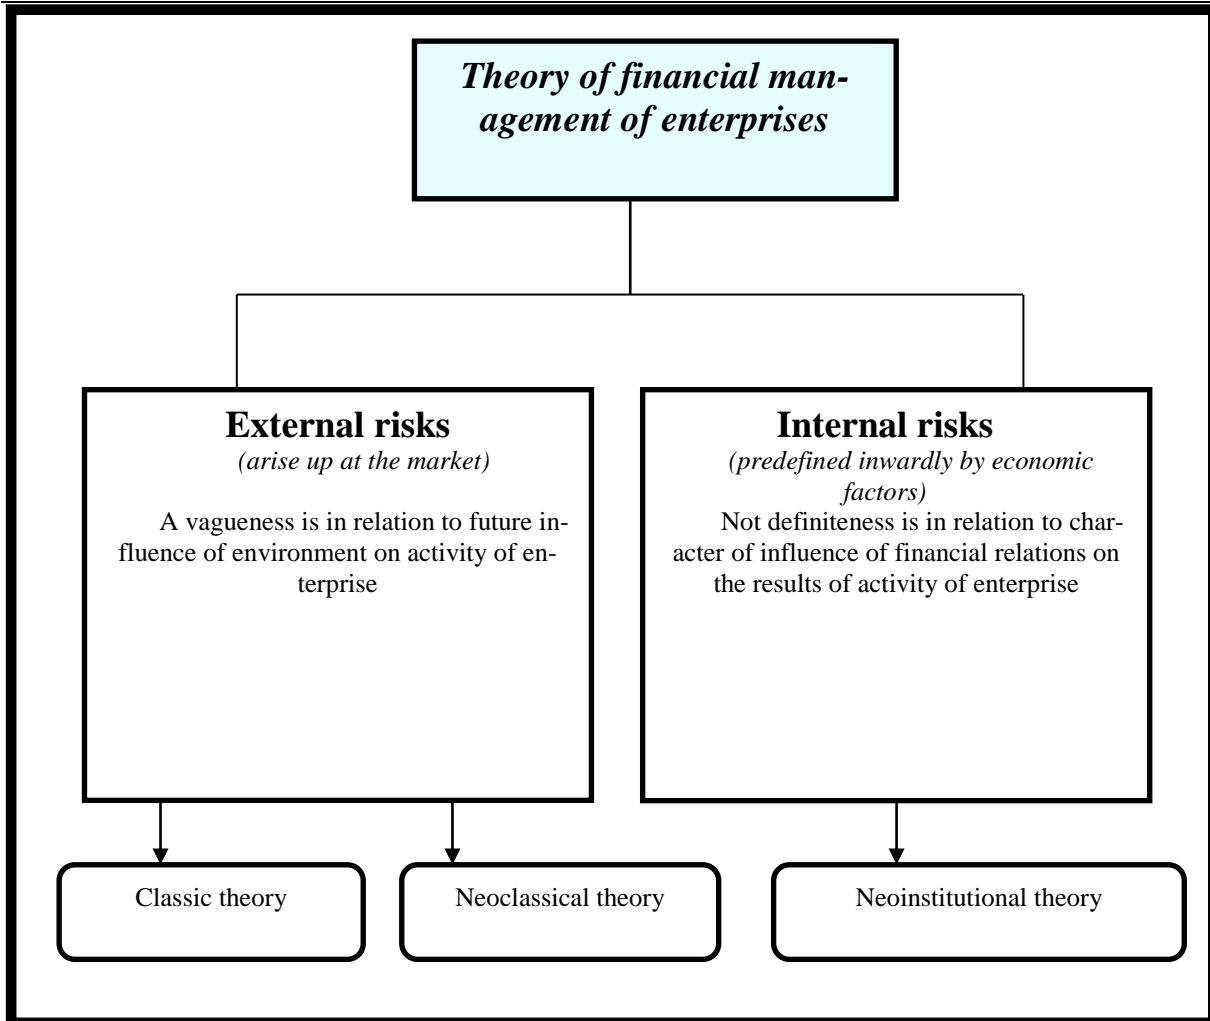 Theory of financial man-
agement of enterprises
External risks
(arise up at the market)
A vagueness is in relation to future in-
fluence of environment on activity of en-
terprise
Internal risks
(predefined inwardly by economic
factors)
Not definiteness is in relation to char-
acter of influence of financial relations on
the results of activity of enterprise
Classic theory
Neoclassical theory
Neoinstitutional theory